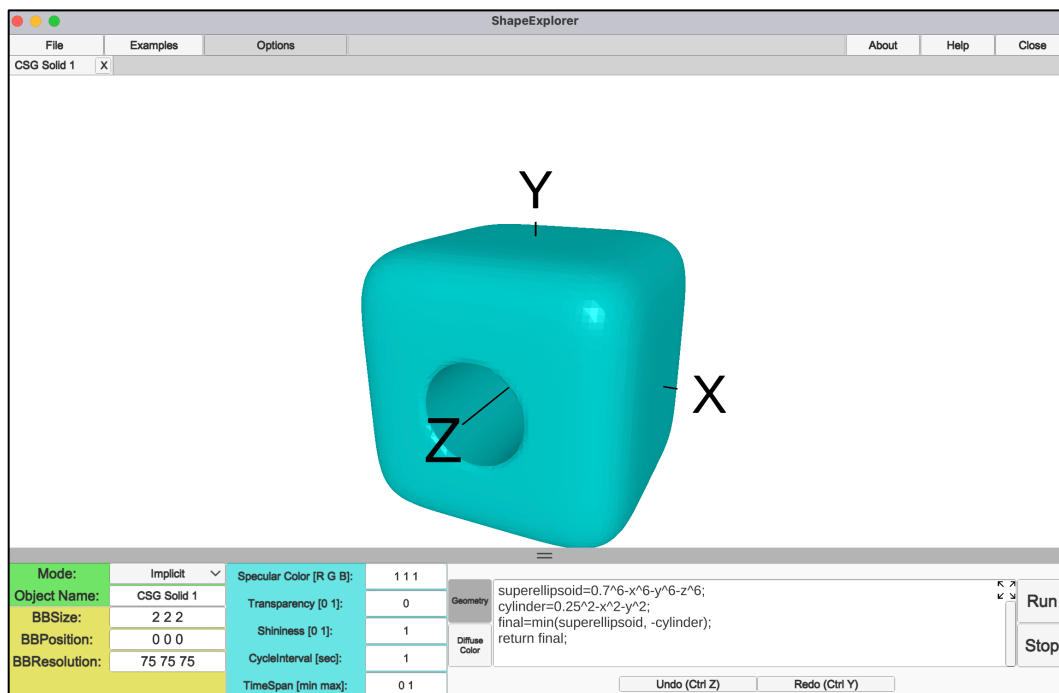 ShapeExplorer
File Examples Options About Help Close
CSG Solid 1 X
Y
X
Z
Mode: Implicit
Object Name: CSG Solid 1
BBSize: 2 2 2
BBPosition: 0 0 0
BBResolution: 75 75 75
Specular Color [R G B]: 1 1 1
Transparency [0 1]: 0
Shininess [0 1]: 1
CycleInterval [sec]: 1
TimeSpan [min max]: 0 1
Geometry
Diffuse
Color
superellipsoid=0.7^6-x^6-y^6-z^6;
cylinder=0.25^2-x^2-y^2;
final=min(superellipsoid, -cylinder);
return final;
Run
Stop
Undo (Ctrl Z) Redo (Ctrl Y)